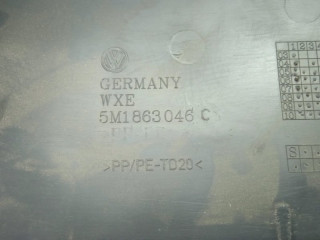 GERMANY
WXE
5M1863046 C
>PP/PE-TD20<
S